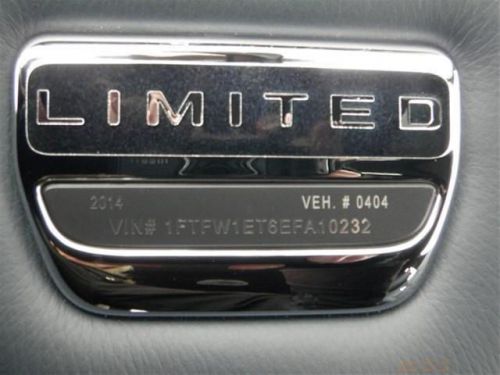 LIMITED
2014 VEH. # 0404
VIN# 1FTFW1ET6EFA10232